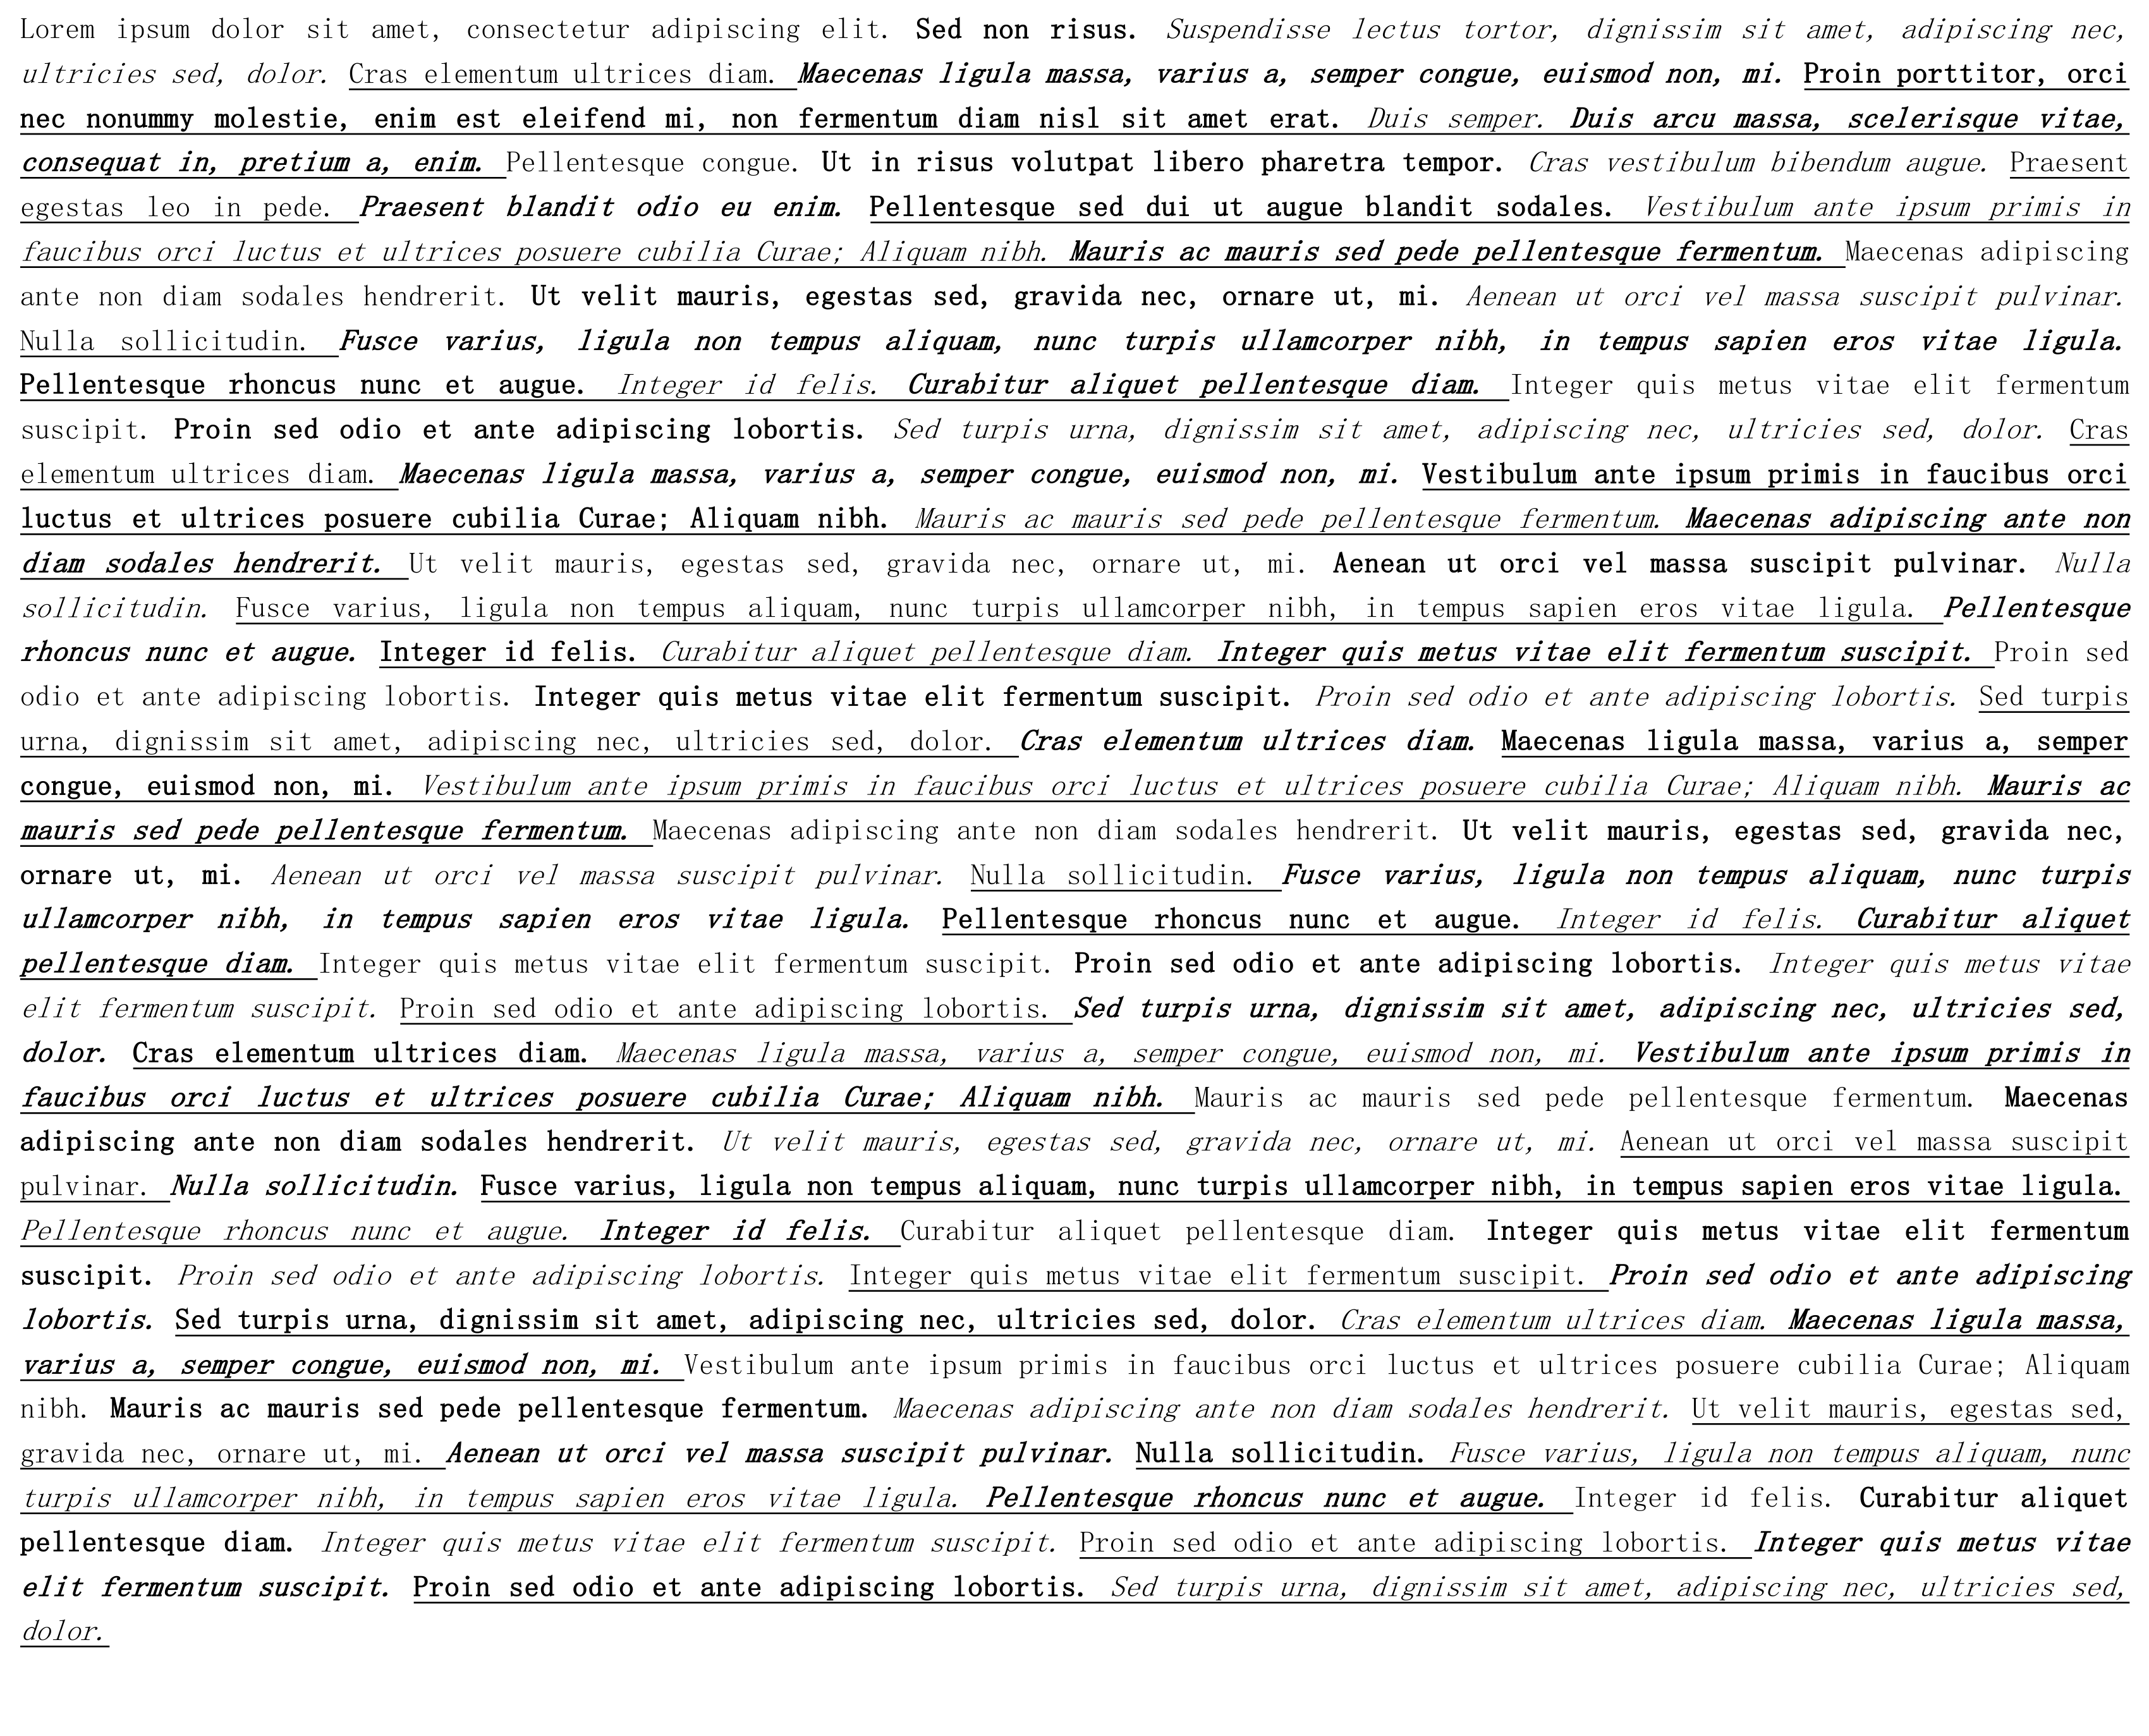 Lorem ipsum dolor sit amet, consectetur adipiscing elit. Sed non risus. Suspendisse lectus tortor, dignissim sit amet, adipiscing nec,
ultricies sed, dolor. Cras elementum ultrices diam. Maecenas ligula massa, varius a, semper congue, euismod non, mi. Proin porttitor, orci
nec nonummy molestie, enim est eleifend mi, non fermentum diam nisl sit amet erat. Duis semper. Duis arcu massa, scelerisque vitae,
consequat in, pretium a, enim. Pellentesque congue. Ut in risus volutpat libero pharetra tempor. Cras vestibulum bibendum augue. Praesent
egestas leo in pede. Praesent blandit odio eu enim. Pellentesque sed dui ut augue blandit sodales. Vestibulum ante ipsum primis in
faucibus orci luctus et ultrices posuere cubilia Curae; Aliquam nibh. Mauris ac mauris sed pede pellentesque fermentum. Maecenas adipiscing
ante non diam sodales hendrerit. Ut velit mauris, egestas sed, gravida nec, ornare ut, mi. Aenean ut orci vel massa suscipit pulvinar.
Nulla sollicitudin. Fusce varius, ligula non tempus aliquam, nunc turpis ullamcorper nibh, in tempus sapien eros vitae ligula.
Pellentesque rhoncus nunc et augue. Integer id felis. Curabitur aliquet pellentesque diam. Integer quis metus vitae elit fermentum
suscipit. Proin sed odio et ante adipiscing lobortis. Sed turpis urna, dignissim sit amet, adipiscing nec, ultricies sed, dolor. Cras
elementum ultrices diam. Maecenas ligula massa, varius a, semper congue, euismod non, mi. Vestibulum ante ipsum primis in faucibus orci
luctus et ultrices posuere cubilia Curae; Aliquam nibh. Mauris ac mauris sed pede pellentesque fermentum. Maecenas adipiscing ante non
diam sodales hendrerit. Ut velit mauris, egestas sed, gravida nec, ornare ut, mi. Aenean ut orci vel massa suscipit pulvinar. Nulla
sollicitudin. Fusce varius, ligula non tempus aliquam, nunc turpis ullamcorper nibh, in tempus sapien eros vitae ligula. Pellentesque
rhoncus nunc et augue. Integer id felis. Curabitur aliquet pellentesque diam. Integer quis metus vitae elit fermentum suscipit. Proin sed
odio et ante adipiscing lobortis. Integer quis metus vitae elit fermentum suscipit. Proin sed odio et ante adipiscing lobortis. Sed turpis
urna, dignissim sit amet, adipiscing nec, ultricies sed, dolor. Cras elementum ultrices diam. Maecenas ligula massa, varius a, semper
congue, euismod non, mi. Vestibulum ante ipsum primis in faucibus orci luctus et ultrices posuere cubilia Curae; Aliquam nibh. Mauris ac
mauris sed pede pellentesque fermentum. Maecenas adipiscing ante non diam sodales hendrerit. Ut velit mauris, egestas sed, gravida nec,
ornare ut, mi. Aenean ut orci vel massa suscipit pulvinar. Nulla sollicitudin. Fusce varius, ligula non tempus aliquam, nunc turpis
ullamcorper nibh, in tempus sapien eros vitae ligula. Pellentesque rhoncus nunc et augue. Integer id felis. Curabitur aliquet
pellentesque diam. Integer quis metus vitae elit fermentum suscipit. Proin sed odio et ante adipiscing lobortis. Integer quis metus vitae
elit fermentum suscipit. Proin sed odio et ante adipiscing lobortis. Sed turpis urna, dignissim sit amet, adipiscing nec, ultricies sed,
dolor. Cras elementum ultrices diam. Maecenas ligula massa, varius a, semper congue, euismod non, mi. Vestibulum ante ipsum primis in
faucibus orci luctus et ultrices posuere cubilia Curae; Aliquam nibh. Mauris ac mauris sed pede pellentesque fermentum. Maecenas
adipiscing ante non diam sodales hendrerit. Ut velit mauris, egestas sed, gravida nec, ornare ut, mi. Aenean ut orci vel massa suscipit
pulvinar. Nulla sollicitudin. Fusce varius, ligula non tempus aliquam, nunc turpis ullamcorper nibh, in tempus sapien eros vitae ligula.
Pellentesque rhoncus nunc et augue. Integer id felis. Curabitur aliquet pellentesque diam. Integer quis metus vitae elit fermentum
suscipit. Proin sed odio et ante adipiscing lobortis. Integer quis metus vitae elit fermentum suscipit. Proin sed odio et ante adipiscing
lobortis. Sed turpis urna, dignissim sit amet, adipiscing nec, ultricies sed, dolor. Cras elementum ultrices diam. Maecenas ligula massa,
varius a, semper congue, euismod non, mi. Vestibulum ante ipsum primis in faucibus orci luctus et ultrices posuere cubilia Curae; Aliquam
nibh. Mauris ac mauris sed pede pellentesque fermentum. Maecenas adipiscing ante non diam sodales hendrerit. Ut velit mauris, egestas sed,
gravida nec, ornare ut, mi. Aenean ut orci vel massa suscipit pulvinar. Nulla sollicitudin. Fusce varius, ligula non tempus aliquam, nunc
turpis ullamcorper nibh, in tempus sapien eros vitae ligula. Pellentesque rhoncus nunc et augue. Integer id felis. Curabitur aliquet
pellentesque diam. Integer quis metus vitae elit fermentum suscipit. Proin sed odio et ante adipiscing lobortis. Integer quis metus vitae
elit fermentum suscipit. Proin sed odio et ante adipiscing lobortis. Sed turpis urna, dignissim sit amet, adipiscing nec, ultricies sed,
dolor.